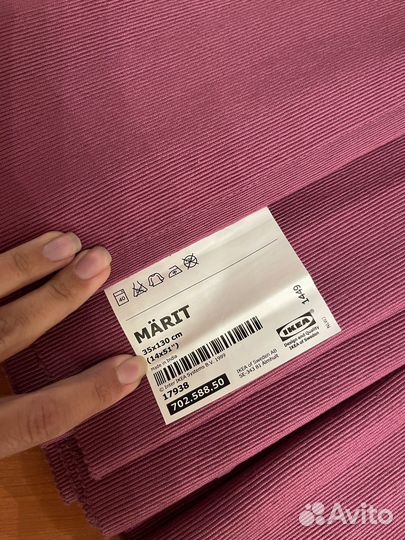 40
MÄRIT
35x130 cm
(14x51")
made in India
© Inter IKEA Systems B.V. 1999
17938
702.588.50
1449
IKEA
Design and Quality
IKEA of Sweden
IKEA of Sweden AB
SE-343 81 Älmhult
Avito